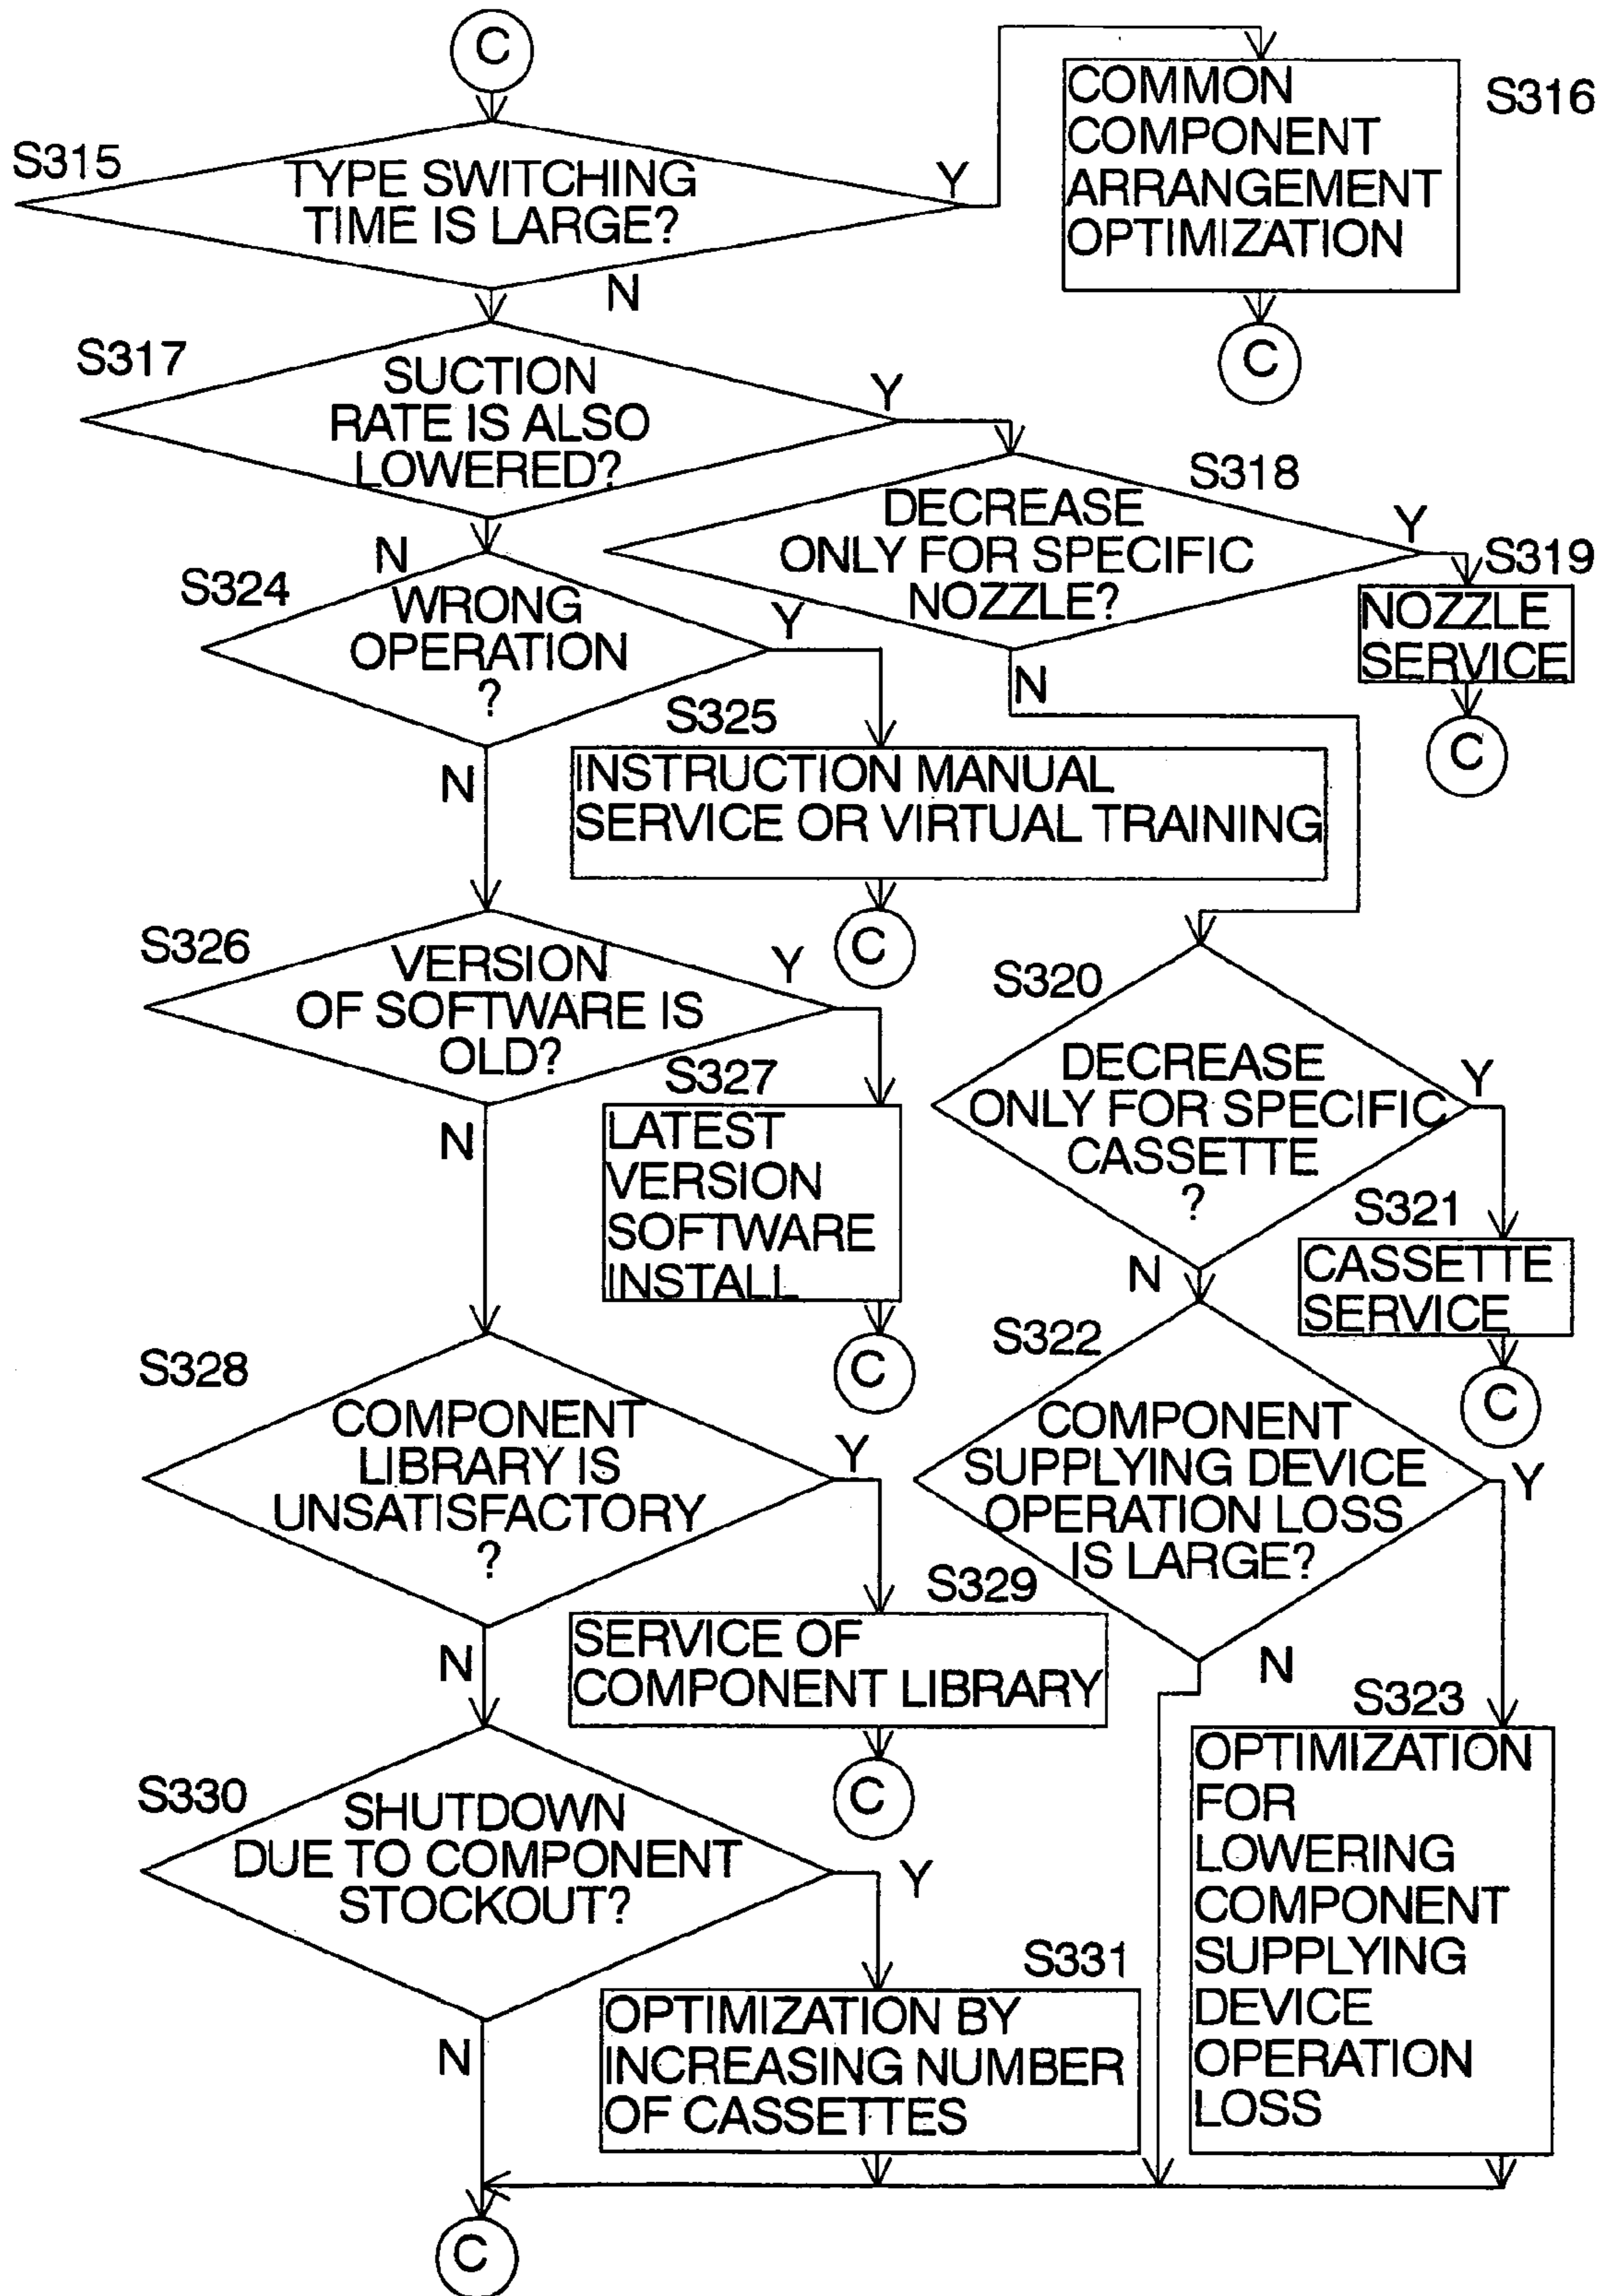 C
S315
TYPE SWITCHING
TIME IS LARGE?
Y
N
COMMON
COMPONENT
ARRANGEMENT
OPTIMIZATION
S316
C
S317
SUCTION
RATE IS ALSO
LOWERED?
Y
N
S318
DECREASE
ONLY FOR SPECIFIC
NOZZLE?
Y
N
S319
NOZZLE
SERVICE
C
S324
WRONG
OPERATION
?
Y
N
S325
INSTRUCTION MANUAL
SERVICE OR VIRTUAL TRAINING
C
S326
VERSION
OF SOFTWARE IS
OLD?
Y
N
S327
LATEST
VERSION
SOFTWARE
INSTALL
C
S320
DECREASE
ONLY FOR SPECIFIC
CASSETTE
?
Y
N
S321
CASSETTE
SERVICE
C
S322
COMPONENT
SUPPLYING DEVICE
OPERATION LOSS
IS LARGE?
Y
N
S323
OPTIMIZATION
FOR
LOWERING
COMPONENT
SUPPLYING
DEVICE
OPERATION
LOSS
S328
COMPONENT
LIBRARY IS
UNSATISFACTORY
?
Y
N
S329
SERVICE OF
COMPONENT LIBRARY
C
S330
SHUTDOWN
DUE TO COMPONENT
STOCKOUT?
Y
N
S331
OPTIMIZATION BY
INCREASING NUMBER
OF CASSETTES
C